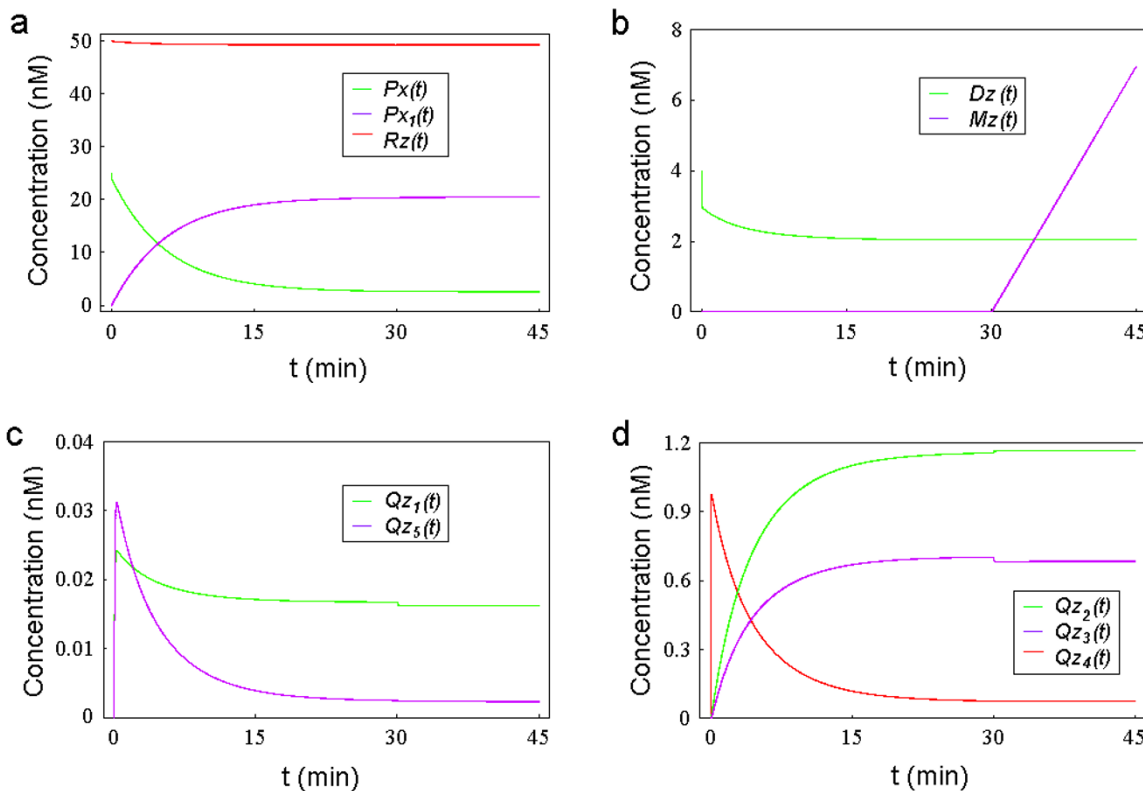 a
Concentration (nM)
50
40
30
20
10
0
Px(t)
Px₁(t)
Rz(t)
0 15 30 45
t (min)
b
Concentration (nM)
8
6
4
2
0
Dz(t)
Mz(t)
0 15 30 45
t (min)
c
Concentration (nM)
0.04
0.03
0.02
0.01
0
Qz₁(t)
Qz₅(t)
0 15 30 45
t (min)
d
Concentration (nM)
1.2
0.9
0.6
0.3
0
Qz₂(t)
Qz₃(t)
Qz₄(t)
0 15 30 45
t (min)